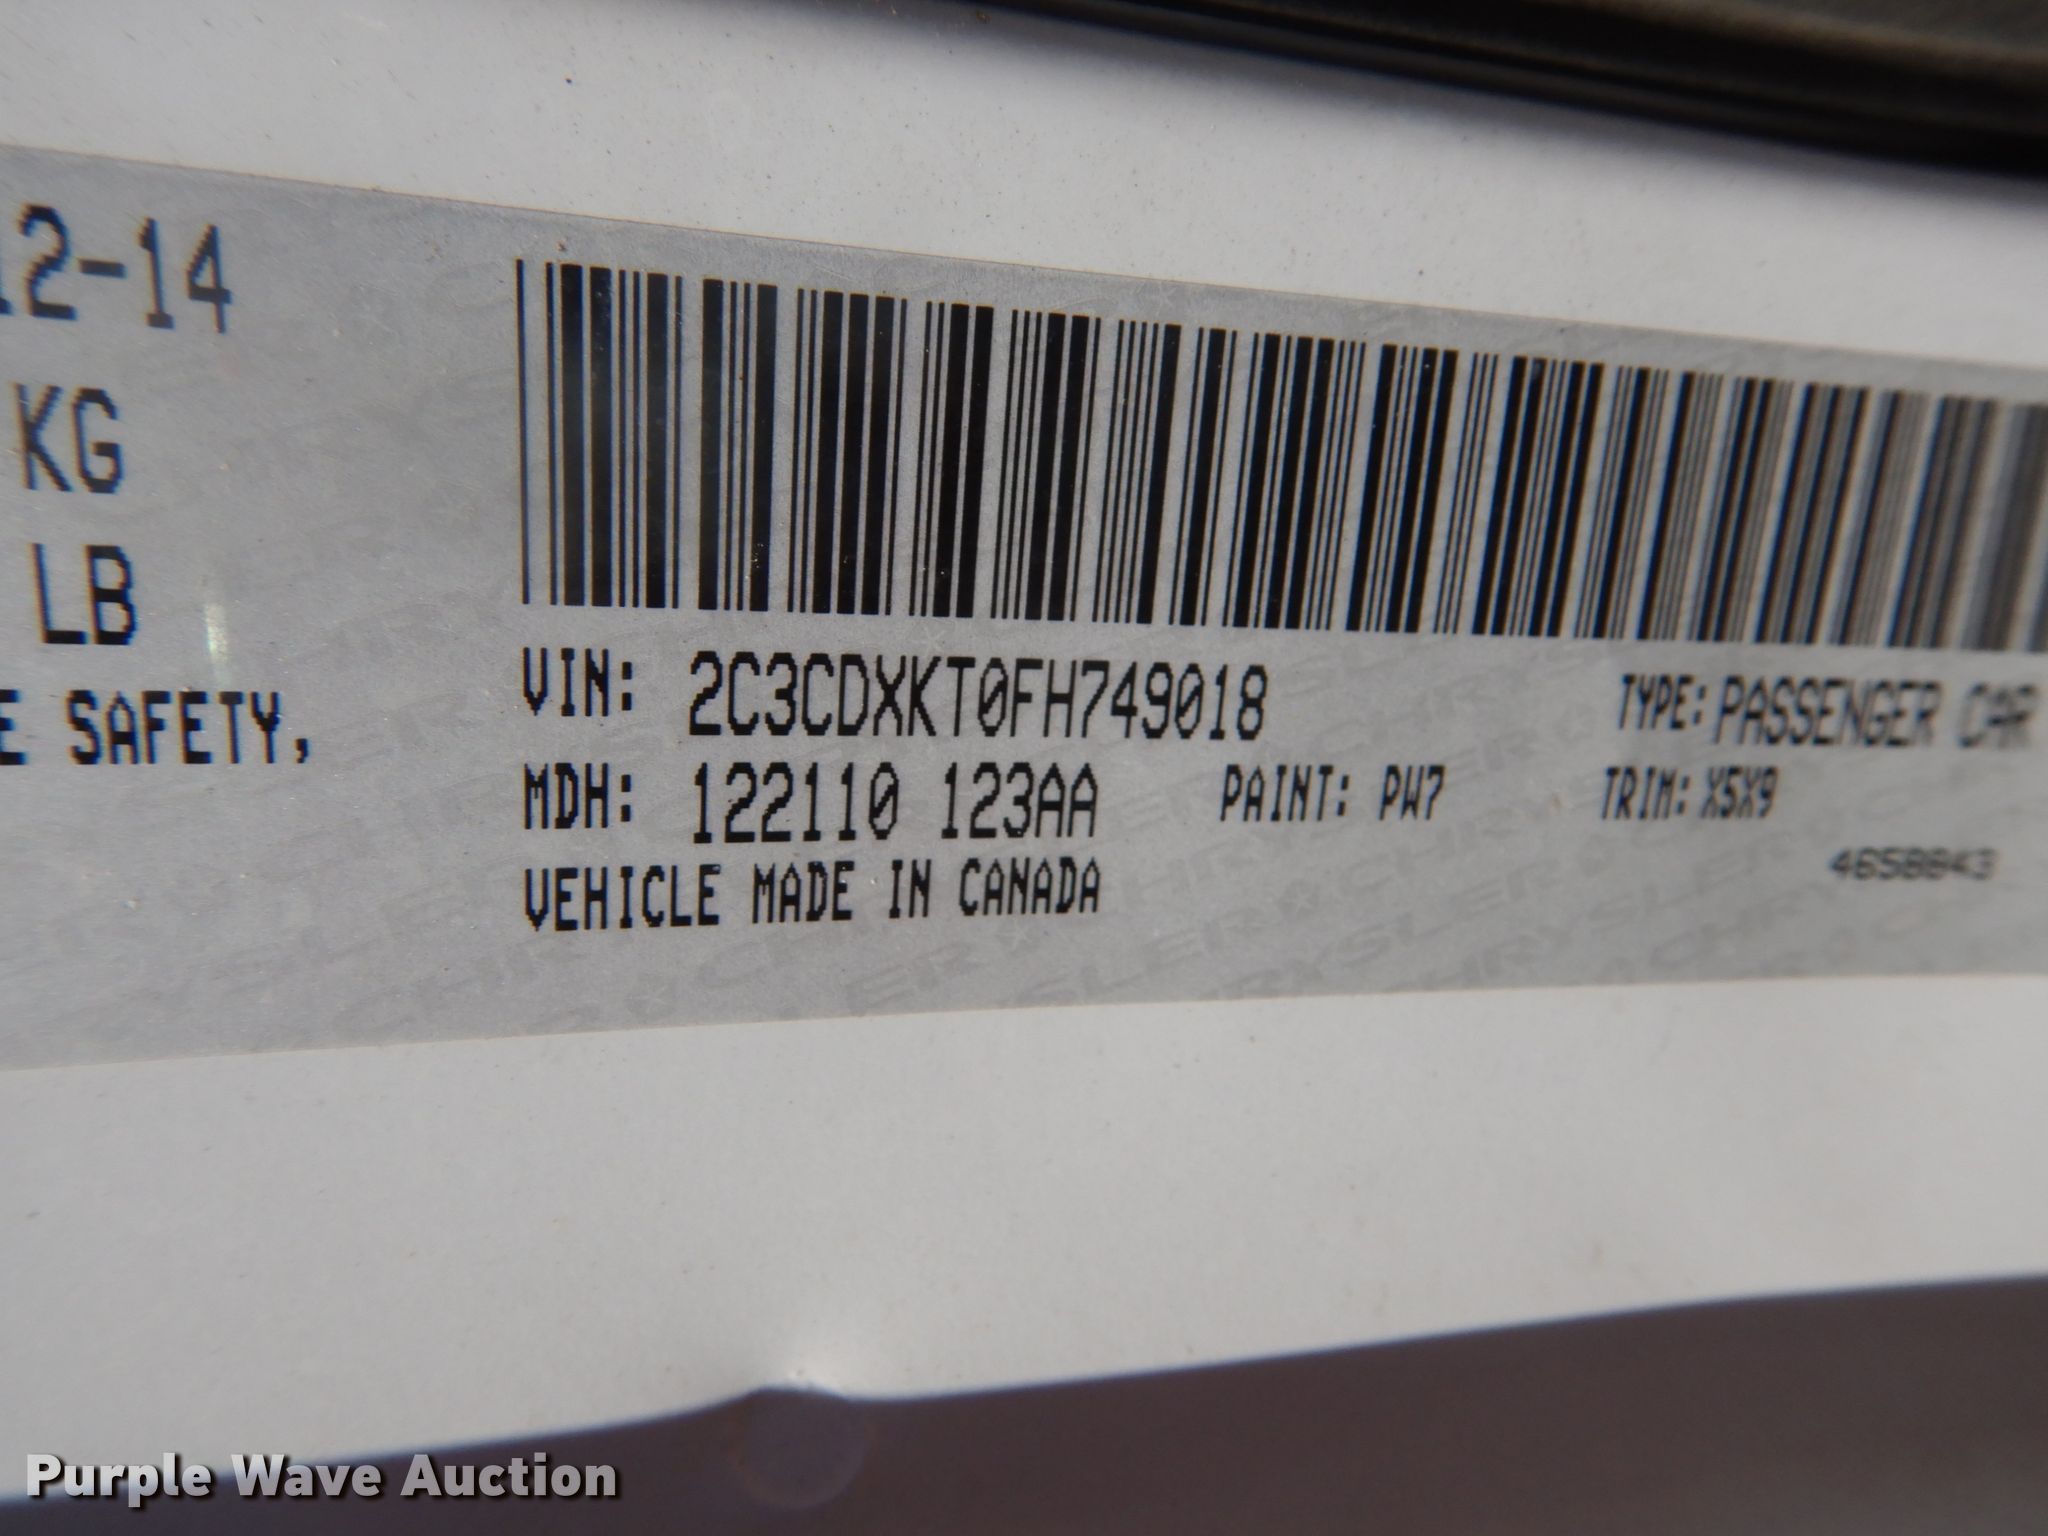 12-14
KG
LB
E SAFETY,
VIN: 2C3CDXKT0FH749018
TYPE: PASSENGER CAR
MDH: 122110 123AA
PAINT: PW7
TRIM: X5X9
VEHICLE MADE IN CANADA
4658843
Purple Wave Auction